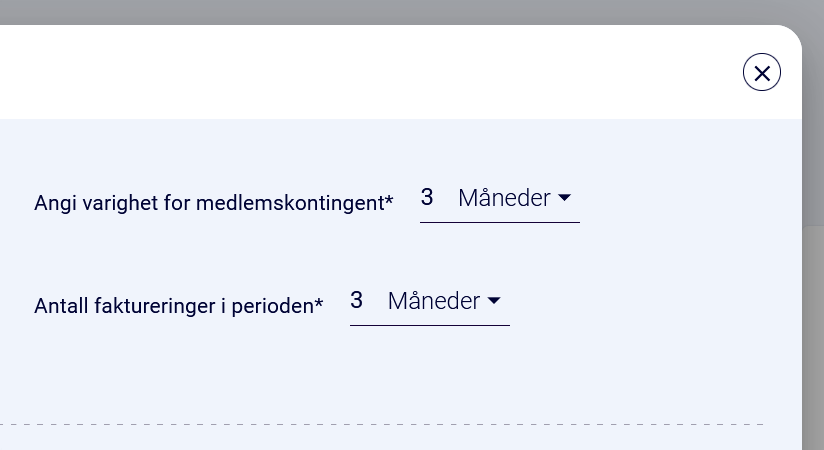 Angi varighet for medlemskontingent* 3 Måneder
Antall faktureringer i perioden* 3 Måneder